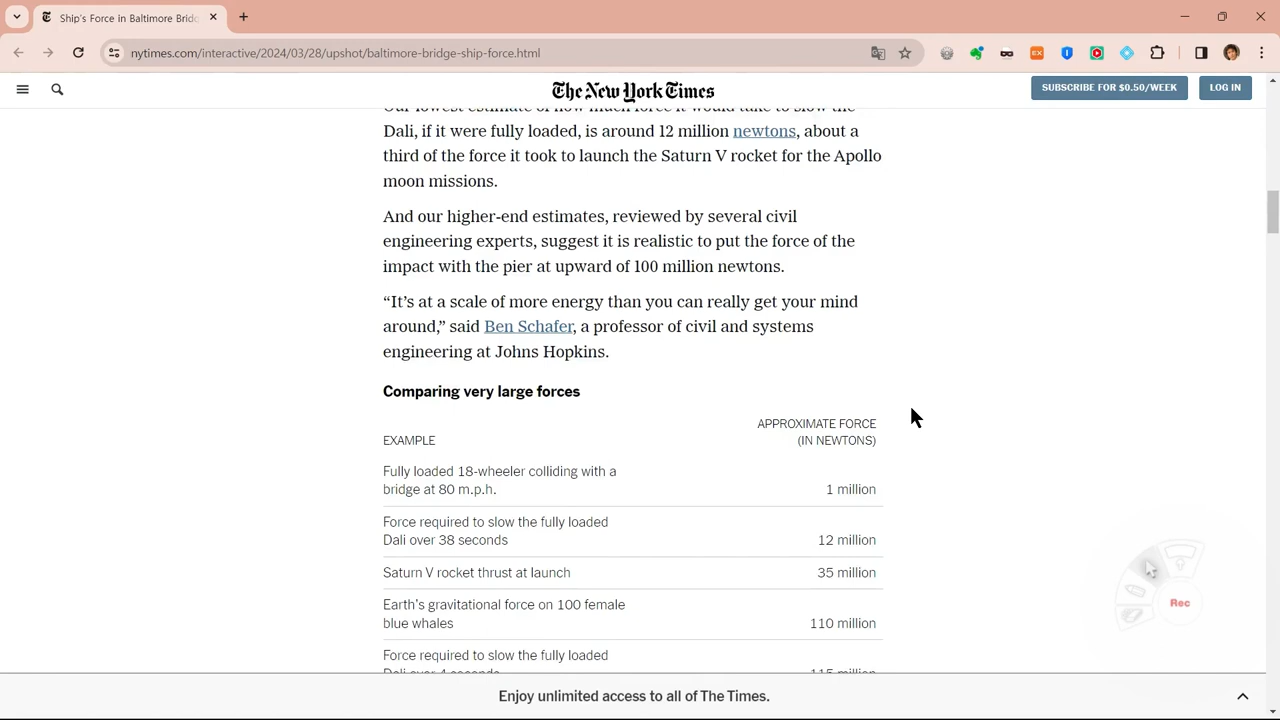 Ship's Force in Baltimore Bridg
nytimes.com/interactive/2024/03/28/upshot/baltimore-bridge-ship-force.html
The New York Times
SUBSCRIBE FOR $0.50/WEEK
LOG IN
Our lowest estimate of how much force it would take to slow the
Dali, if it were fully loaded, is around 12 million newtons, about a
third of the force it took to launch the Saturn V rocket for the Apollo
moon missions.
And our higher-end estimates, reviewed by several civil
engineering experts, suggest it is realistic to put the force of the
impact with the pier at upward of 100 million newtons.
“It’s at a scale of more energy than you can really get your mind
around,” said Ben Schafer, a professor of civil and systems
engineering at Johns Hopkins.
Comparing very large forces
APPROXIMATE FORCE
EXAMPLE (IN NEWTONS)
Fully loaded 18-wheeler colliding with a
bridge at 80 m.p.h. 1 million
Force required to slow the fully loaded
Dali over 38 seconds 12 million
Saturn V rocket thrust at launch 35 million
Earth’s gravitational force on 100 female
blue whales 110 million
Force required to slow the fully loaded
Dali over 4 seconds 115 million
Rec
Enjoy unlimited access to all of The Times.